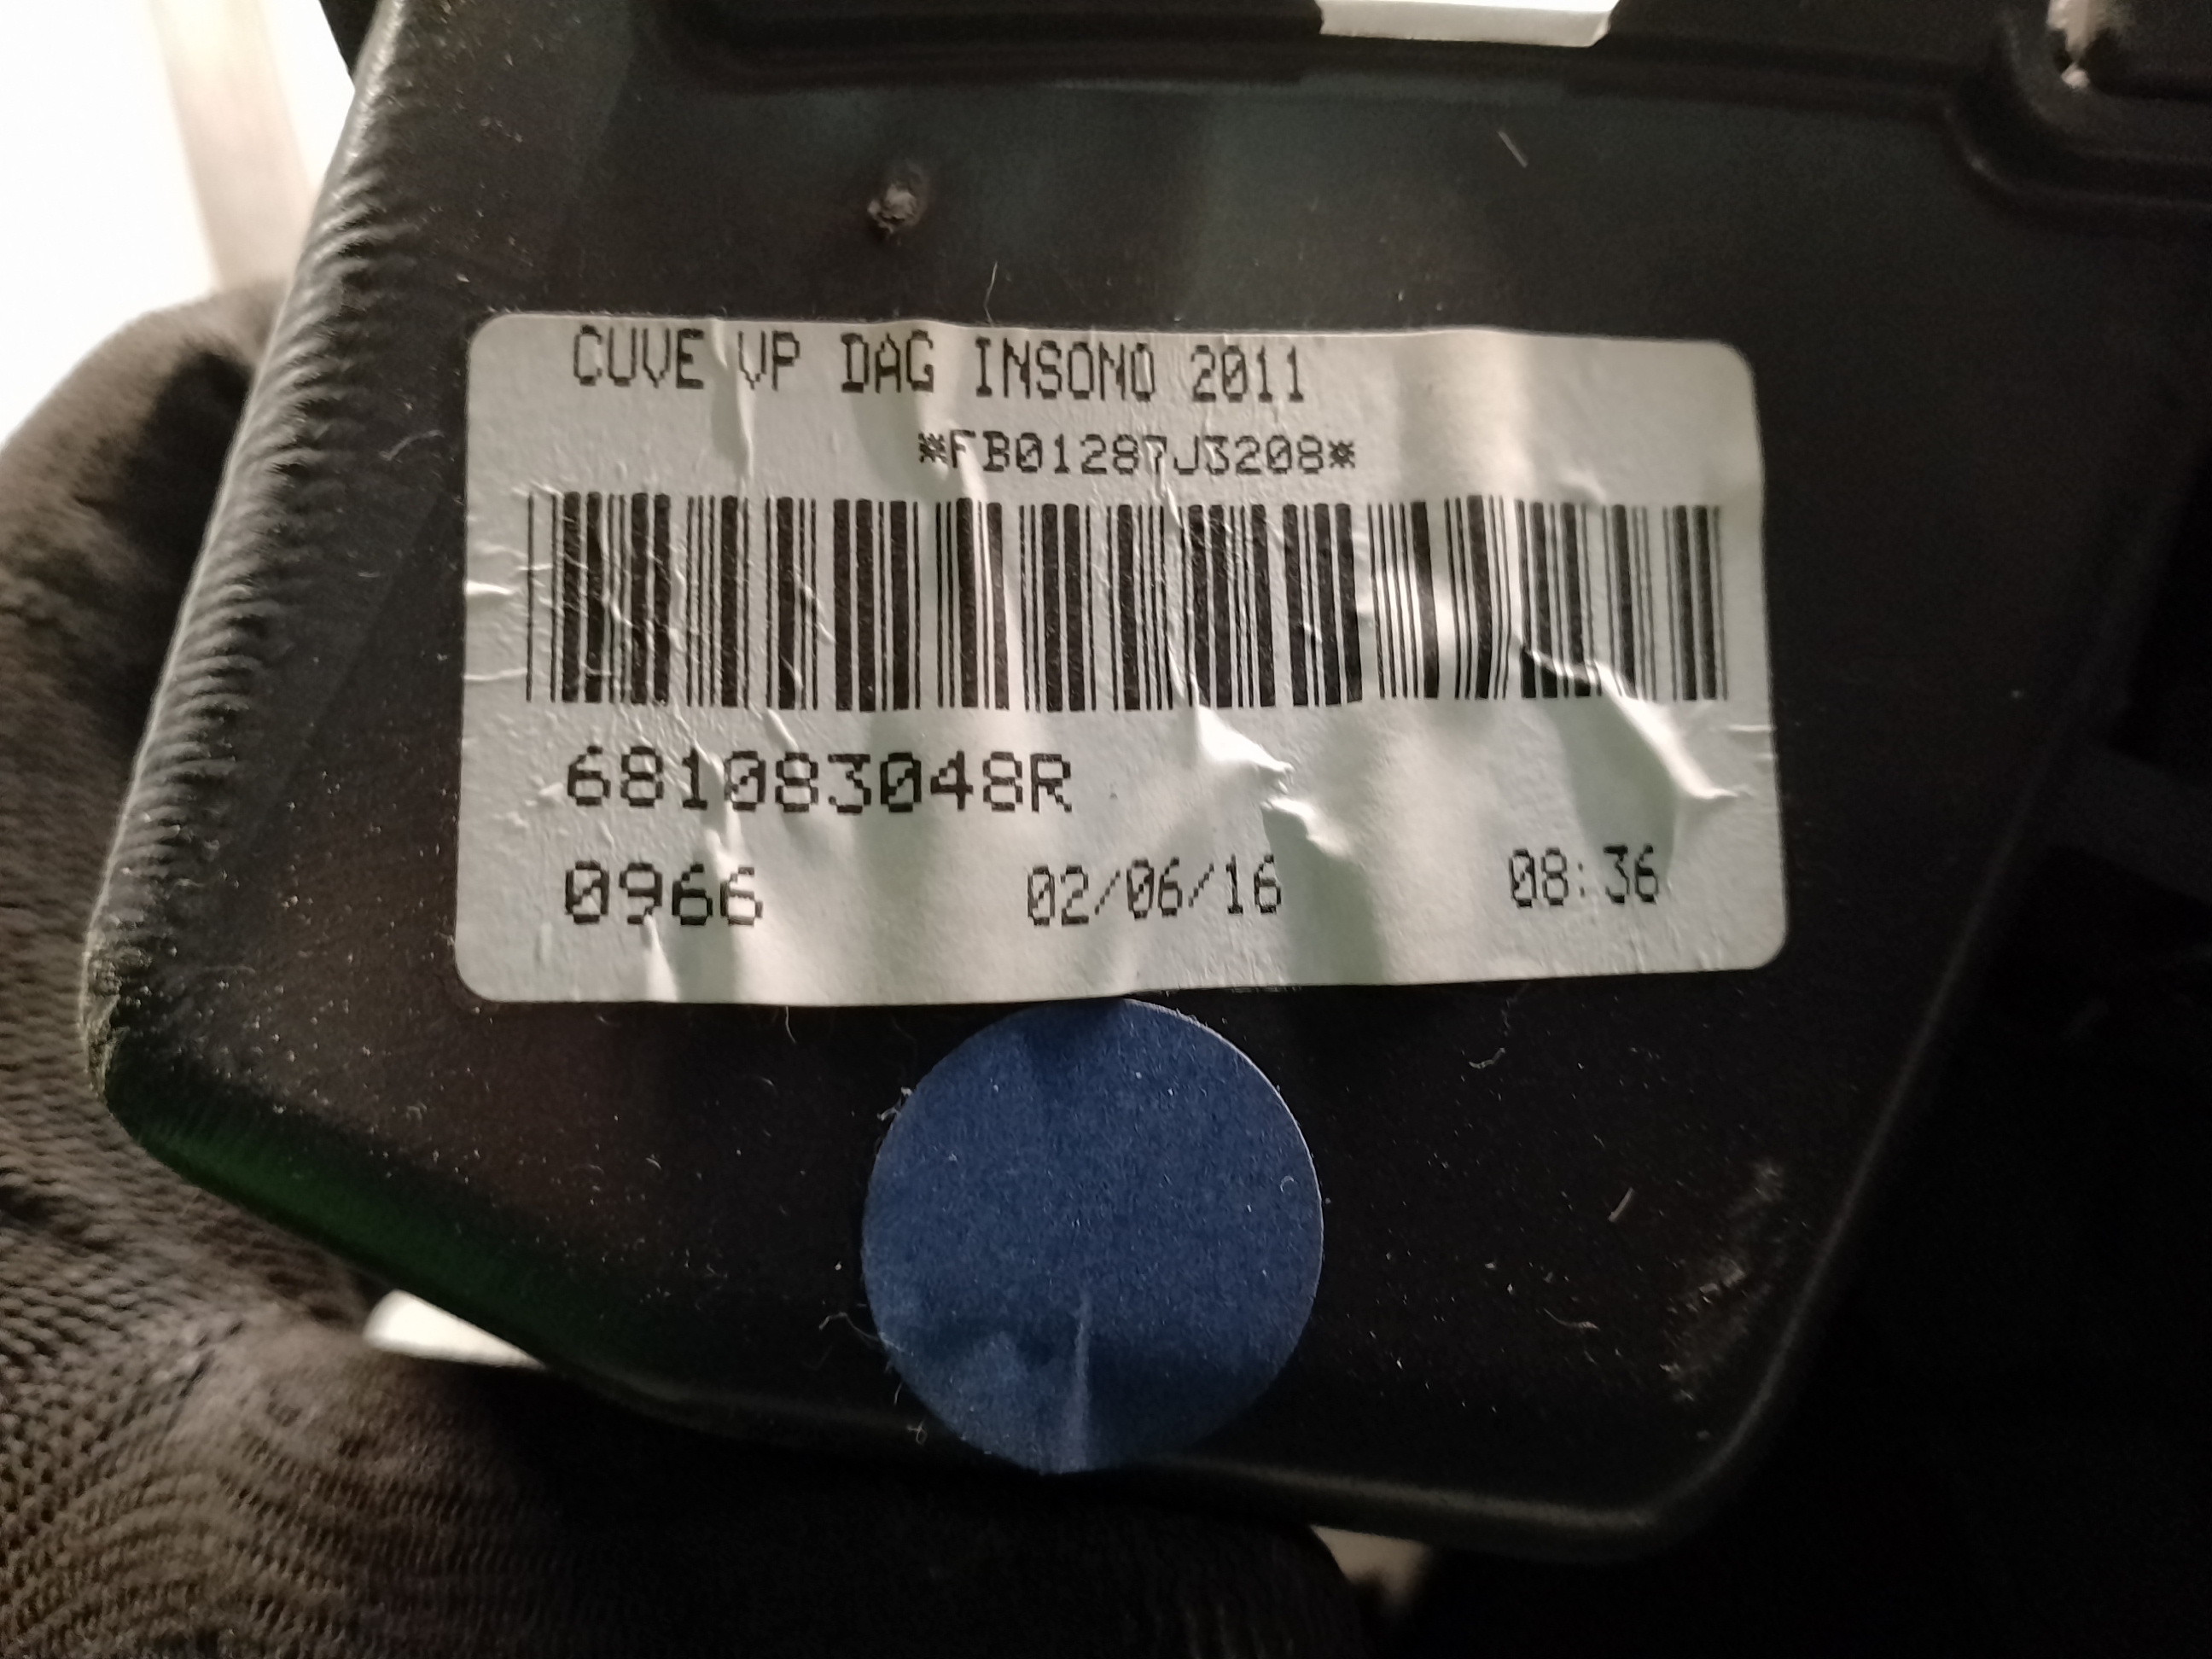 CUVE VP DAG INSONO 2011
*FB01287J3208*
681083048R
0966 02/06/16 08:36